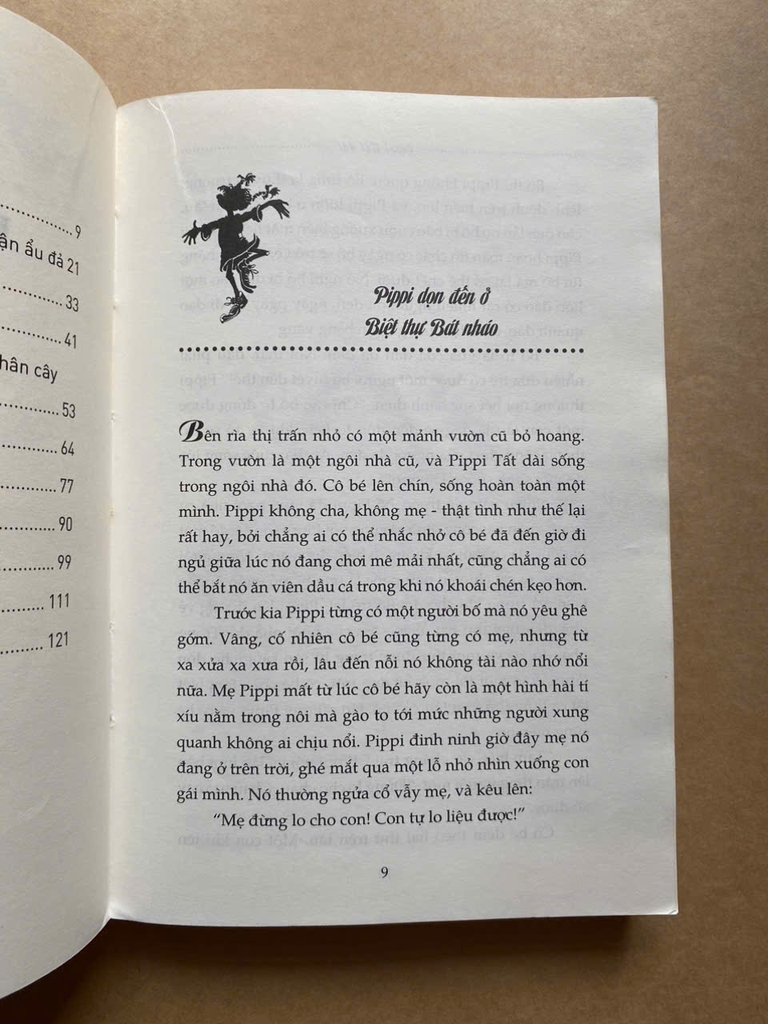 9
ẩu đả 21
33
41
hân cây
53
64
77
90
99
111
121
Pippi dọn đến ở
Biệt thự Bát nháo
Bên rìa thị trấn nhỏ có một mảnh vườn cũ bỏ hoang.
Trong vườn là một ngôi nhà cũ, và Pippi Tất dài sống
trong ngôi nhà đó. Cô bé lên chín, sống hoàn toàn một
mình. Pippi không cha, không mẹ - thật tình như thế lại
rất hay, bởi chẳng ai có thể nhắc nhở cô bé đã đến giờ đi
ngủ giữa lúc nó đang chơi mê mải nhất, cũng chẳng ai có
thể bắt nó ăn viên dầu cá trong khi nó khoái chén kẹo hơn.
Trước kia Pippi từng có một người bố mà nó yêu ghê
gớm. Vâng, cố nhiên cô bé cũng từng có mẹ, nhưng từ
xa xửa xa xưa rồi, lâu đến nỗi nó không tài nào nhớ nổi
nữa. Mẹ Pippi mất từ lúc cô bé hãy còn là một hình hài tí
xíu nằm trong nôi mà gào to tới mức những người xung
quanh không ai chịu nổi. Pippi đinh ninh giờ đây mẹ nó
đang ở trên trời, ghé mắt qua một lỗ nhỏ nhìn xuống con
gái mình. Nó thường ngửa cổ vẫy mẹ, và kêu lên:
“Mẹ đừng lo cho con! Con tự lo liệu được!”
9